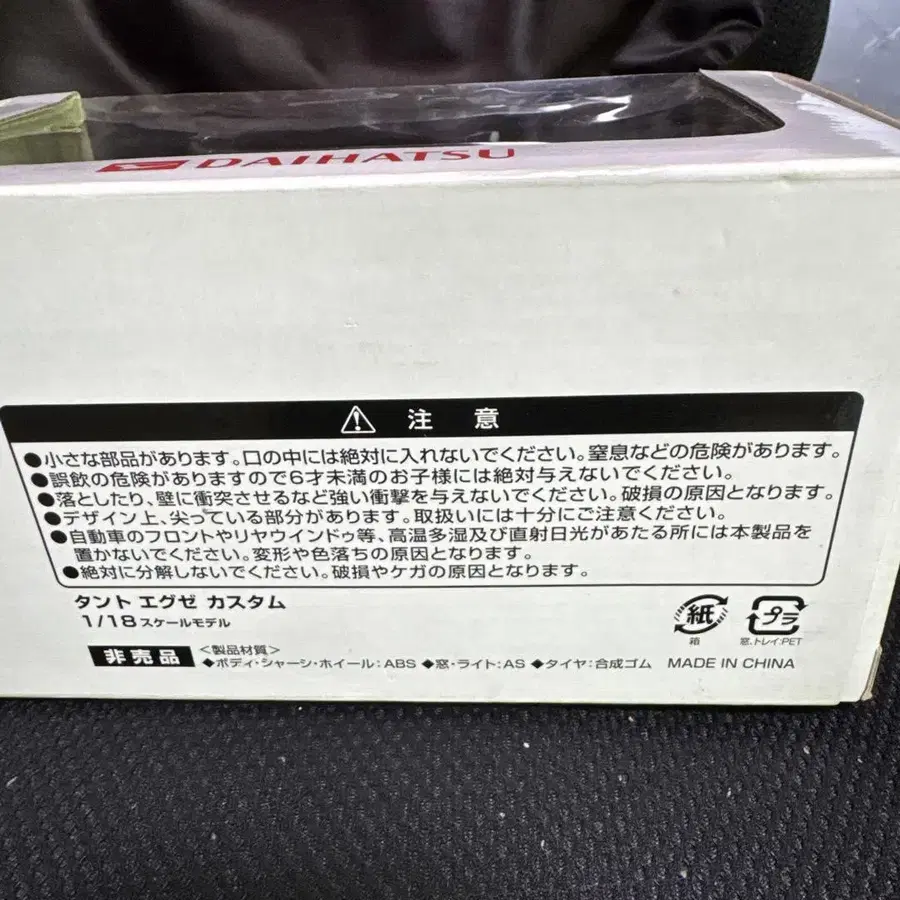 DAIHATSU
注意
●小さな部品があります。口の中には絶対に入れないでください。窒息などの危険があります。
●誤飲の危険がありますので6才未満のお子様には絶対与えないでください。
●落としたり、壁に衝突させるなど強い衝撃を与えないでください。破損の原因となります。
●デザイン上、尖っている部分があります。取扱いには十分にご注意ください。
●自動車のフロントやリヤウインドゥ等、高温多湿及び直射日光があたる所には本製品を
置かないでください。変形や色落ちの原因となります。
●絶対に分解しないでください。破損やケガの原因となります。
タント エグゼ カスタム
1/18スケールモデル
紙
箱
プラ
窓、トレイ:PET
非売品
<製品材質>
◆ボディ・シャーシ・ホイール:ABS ◆窓・ライト:AS ◆タイヤ:合成ゴム MADE IN CHINA